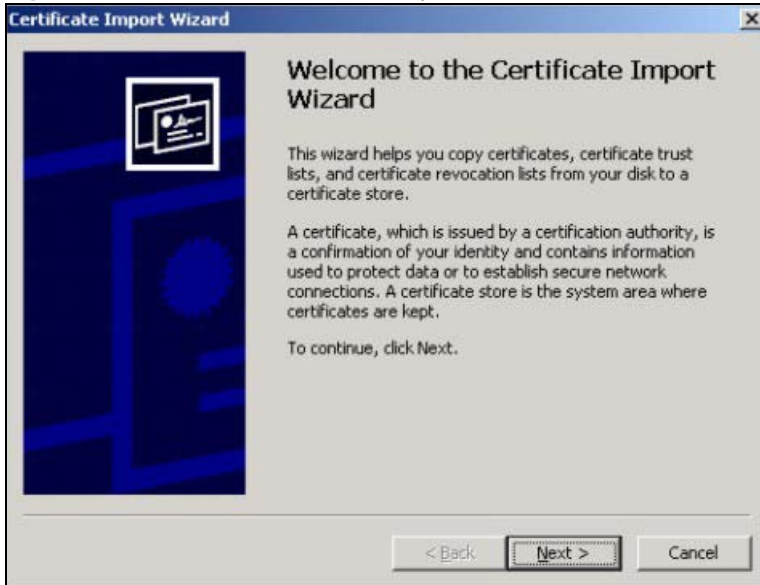 Certificate Import Wizard
Welcome to the Certificate Import
Wizard
This wizard helps you copy certificates, certificate trust
lists, and certificate revocation lists from your disk to a
certificate store.
A certificate, which is issued by a certification authority, is
a confirmation of your identity and contains information
used to protect data or to establish secure network
connections. A certificate store is the system area where
certificates are kept.
To continue, click Next.
< Back Next > Cancel